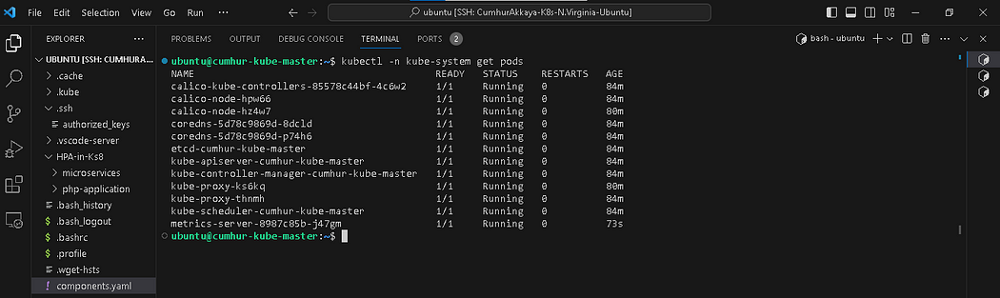 File Edit Selection View Go Run ··· ubuntu [SSH: CumhurAkkaya-K8s-N.Virginia-Ubuntu]
EXPLORER ···
PROBLEMS OUTPUT DEBUG CONSOLE TERMINAL PORTS 2 bash - ubuntu
UBUNTU [SSH: CUMHURA...
.cache
.kube
.ssh
authorized_keys
.vscode-server
HPA-in-Ks8
microservices
php-application
.bash_history
.bash_logout
.bashrc
.profile
.wget-hsts
components.yaml
ubuntu@cumhur-kube-master:~$ kubectl -n kube-system get pods
NAME READY STATUS RESTARTS AGE
calico-kube-controllers-85578c44bf-4c6w2 1/1 Running 0 84m
calico-node-hpw66 1/1 Running 0 84m
calico-node-hz4w7 1/1 Running 0 80m
coredns-5d78c9869d-8dcld 1/1 Running 0 84m
coredns-5d78c9869d-p74h6 1/1 Running 0 84m
etcd-cumhur-kube-master 1/1 Running 0 84m
kube-apiserver-cumhur-kube-master 1/1 Running 0 84m
kube-controller-manager-cumhur-kube-master 1/1 Running 0 84m
kube-proxy-ks6kq 1/1 Running 0 80m
kube-proxy-thnmh 1/1 Running 0 84m
kube-scheduler-cumhur-kube-master 1/1 Running 0 84m
metrics-server-8987c85b-j47gm 1/1 Running 0 73s
ubuntu@cumhur-kube-master:~$